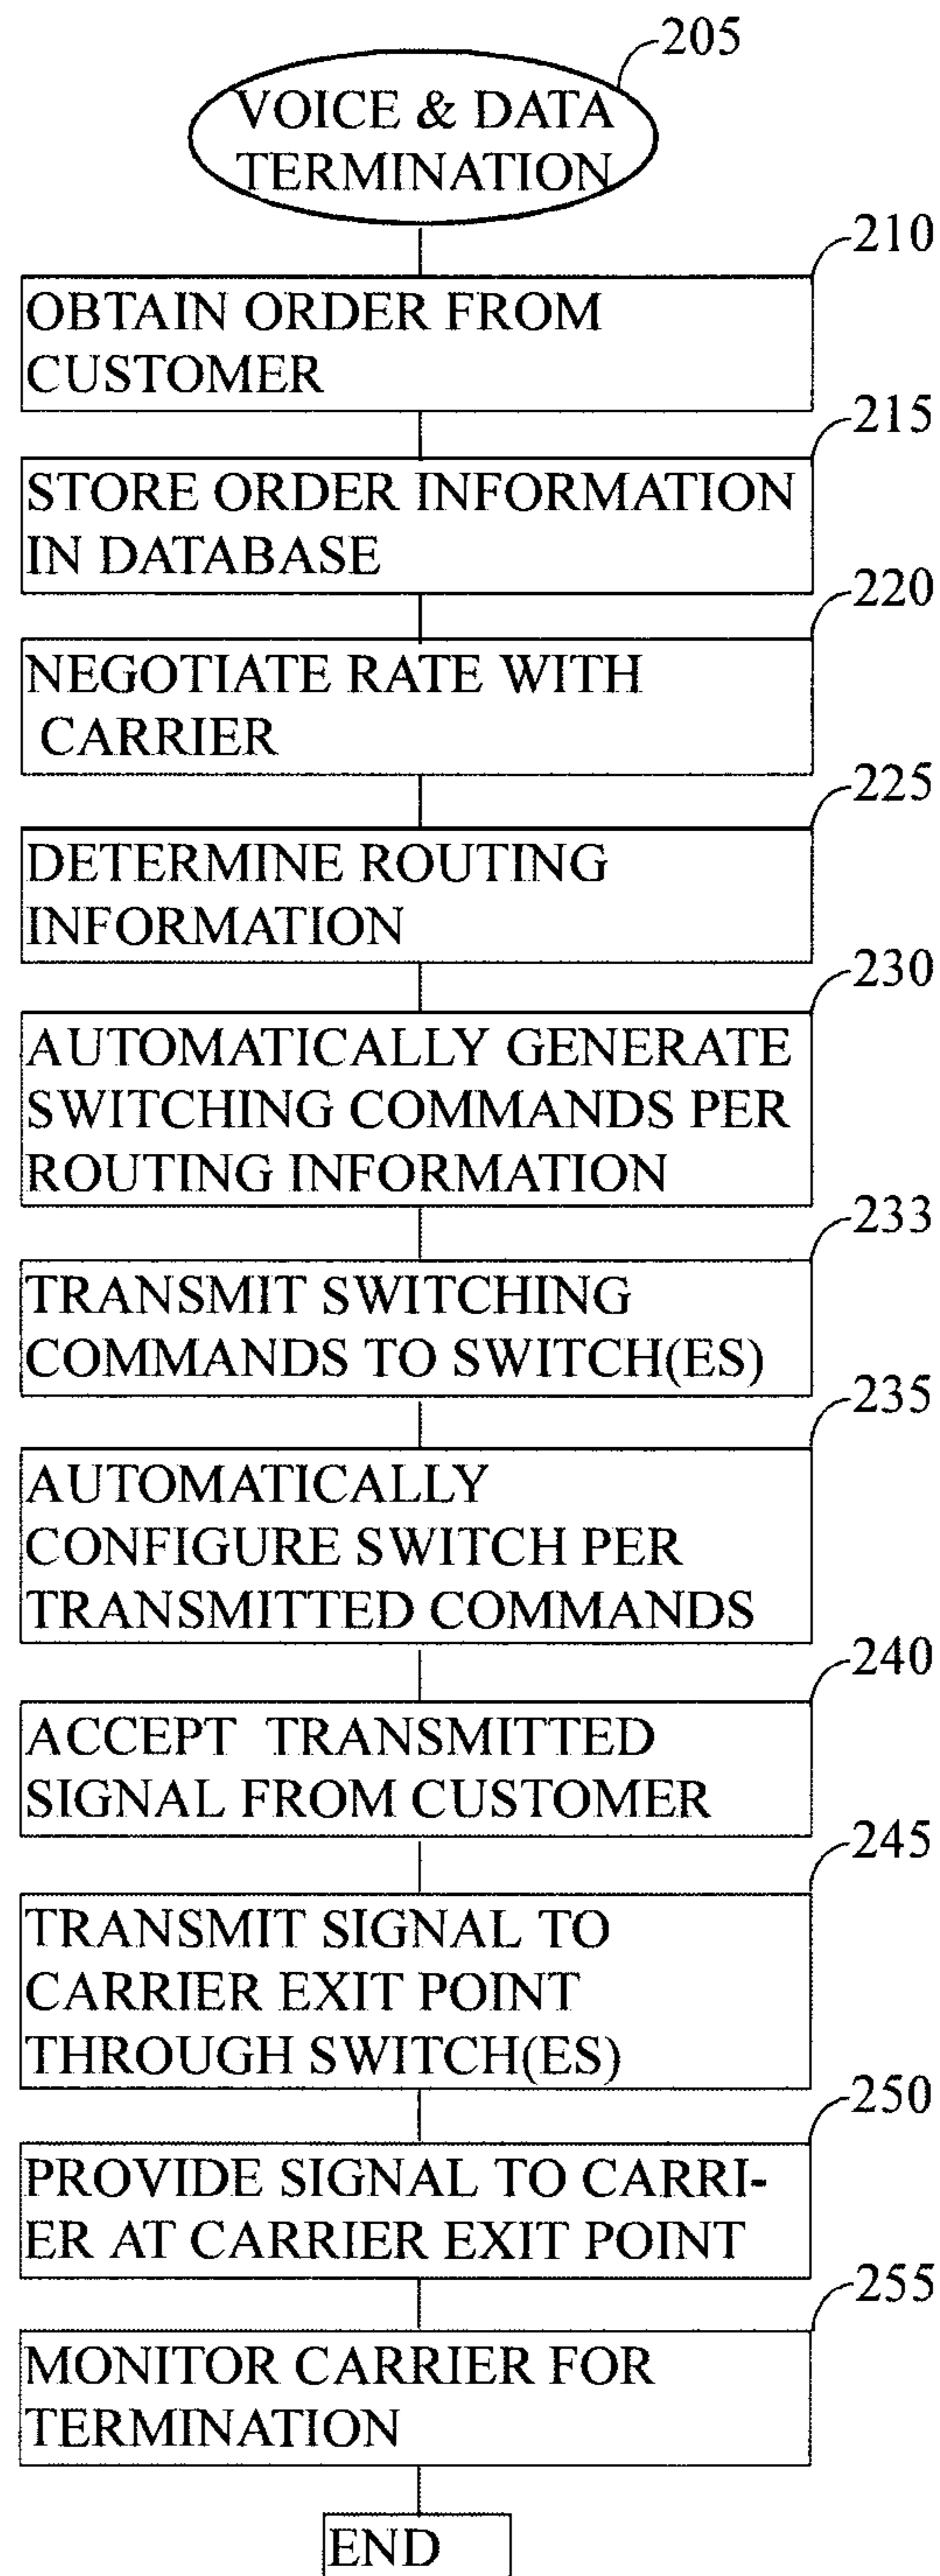 205
VOICE & DATA
TERMINATION
210
OBTAIN ORDER FROM
CUSTOMER
215
STORE ORDER INFORMATION
IN DATABASE
220
NEGOTIATE RATE WITH
CARRIER
225
DETERMINE ROUTING
INFORMATION
230
AUTOMATICALLY GENERATE
SWITCHING COMMANDS PER
ROUTING INFORMATION
233
TRANSMIT SWITCHING
COMMANDS TO SWITCH(ES)
235
AUTOMATICALLY
CONFIGURE SWITCH PER
TRANSMITTED COMMANDS
240
ACCEPT TRANSMITTED
SIGNAL FROM CUSTOMER
245
TRANSMIT SIGNAL TO
CARRIER EXIT POINT
THROUGH SWITCH(ES)
250
PROVIDE SIGNAL TO CARRI-
ER AT CARRIER EXIT POINT
255
MONITOR CARRIER FOR
TERMINATION
END